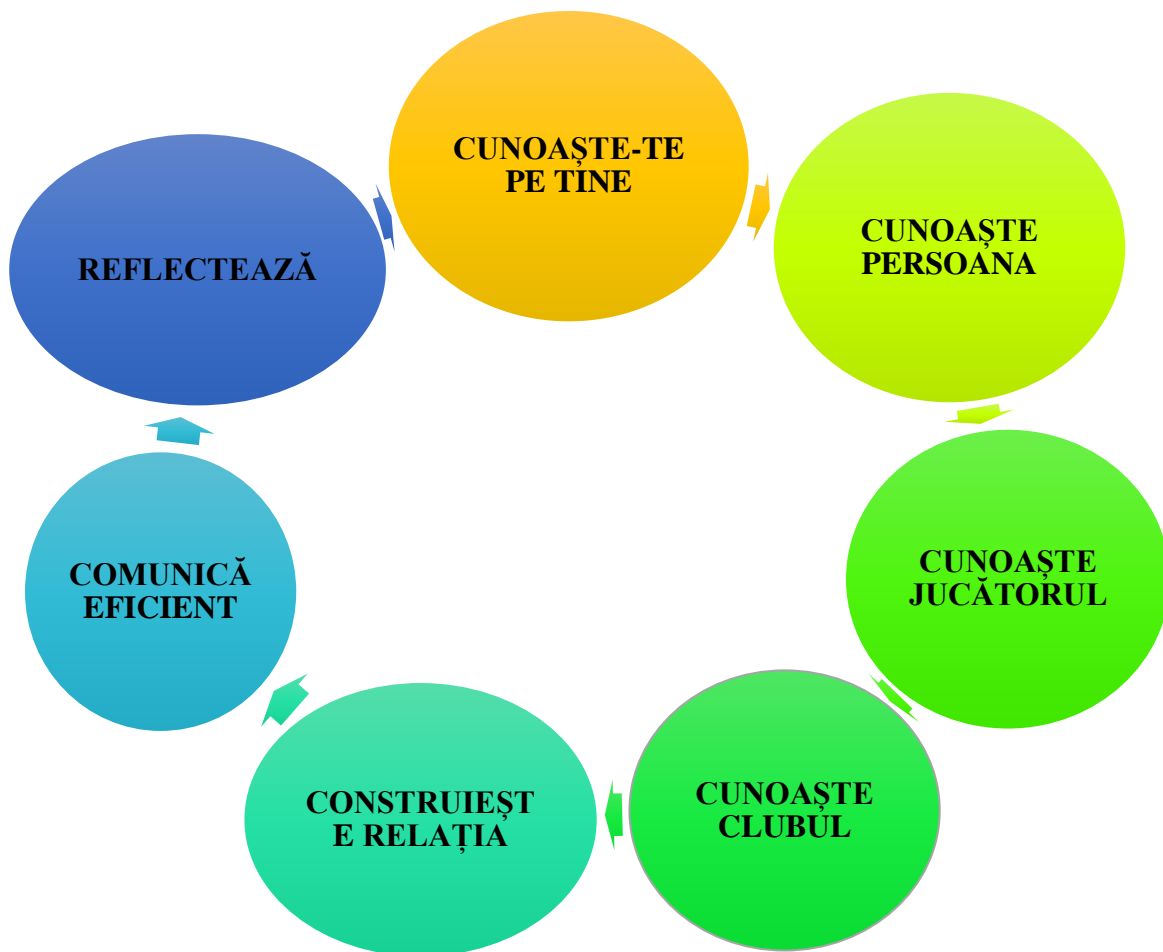 CUNOAȘTE-TE
PE TINE
CUNOAȘTE
PERSOANA
CUNOAȘTE
JUCĂTORUL
CUNOAȘTE
CLUBUL
CONSTRUIEȘT
E RELAȚIA
COMUNICĂ
EFICIENT
REFLECTEAZĂ